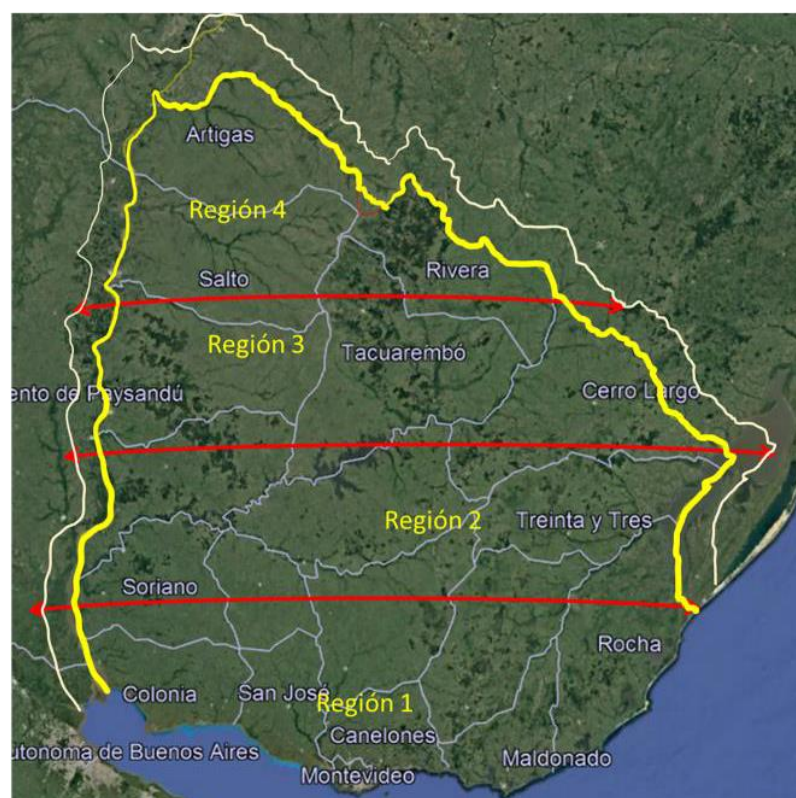 Artigas
Región 4
Salto
Rivera
Región 3
Tacuarembó
ento de Paysandú
Cerro Largo
Región 2
Treinta y Tres
Soriano
Rocha
Colonia
San José
Región 1
Canelones
utonoma de Buenos Aires
Maldonado
Montevideo